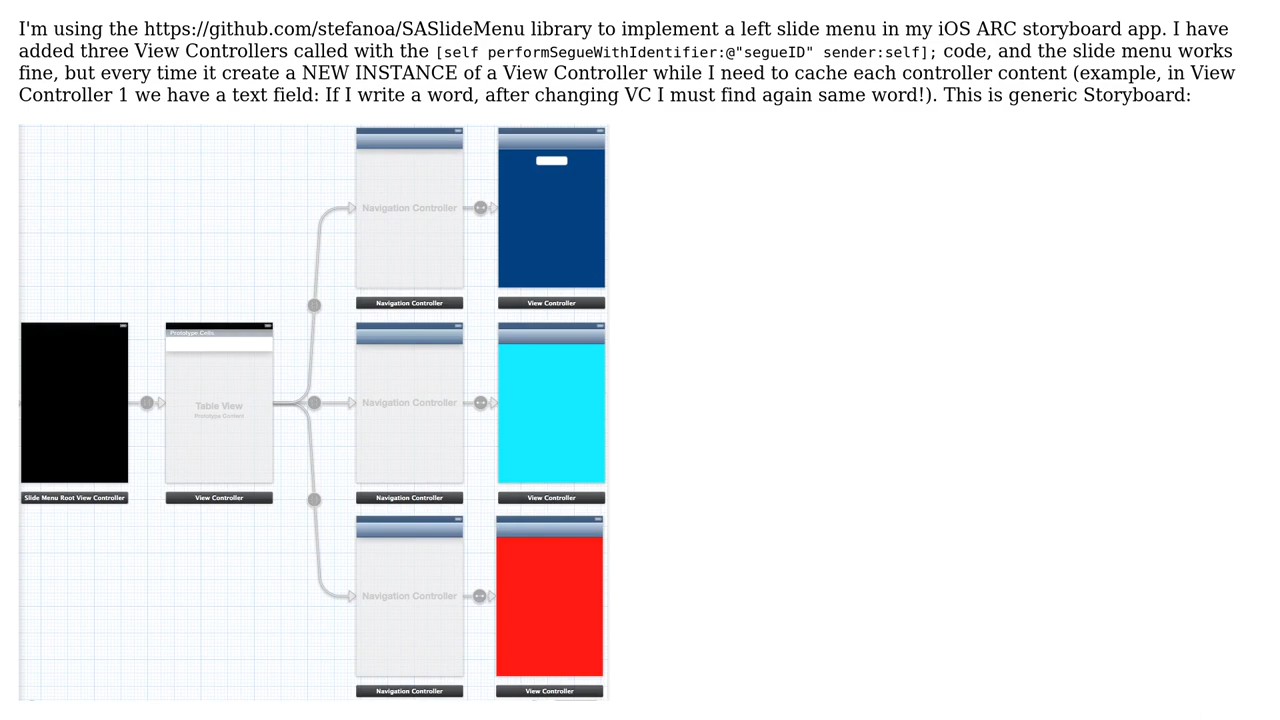 I'm using the https://github.com/stefanoa/SASlideMenu library to implement a left slide menu in my iOS ARC storyboard app. I have
added three View Controllers called with the [self performSegueWithIdentifier:@"segueID" sender:self]; code, and the slide menu works
fine, but every time it create a NEW INSTANCE of a View Controller while I need to cache each controller content (example, in View
Controller 1 we have a text field: If I write a word, after changing VC I must find again same word!). This is generic Storyboard:
Navigation Controller
Navigation Controller
View Controller
Prototype Cells
Table View
Prototype Content
Navigation Controller
Slide Menu Root View Controller
View Controller
Navigation Controller
View Controller
Navigation Controller
Navigation Controller
View Controller